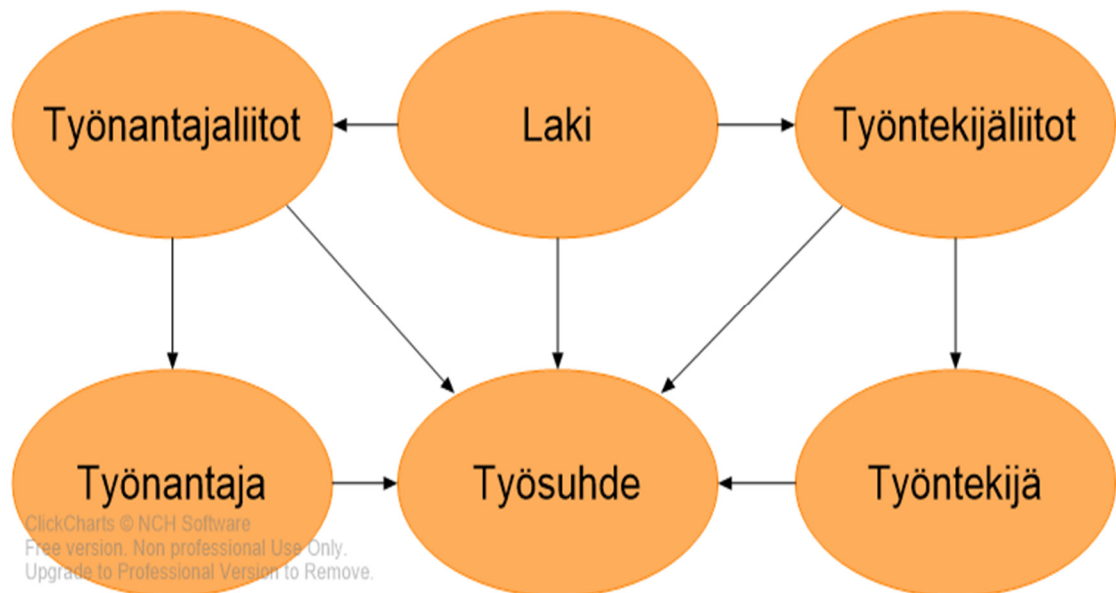 Työnantajaliitot
Laki
Työntekijäliitot
Työnantaja
Työsuhde
Työntekijä
ClickCharts © NCH Software
Free version. Non professional Use Only.
Upgrade to Professional Version to Remove.